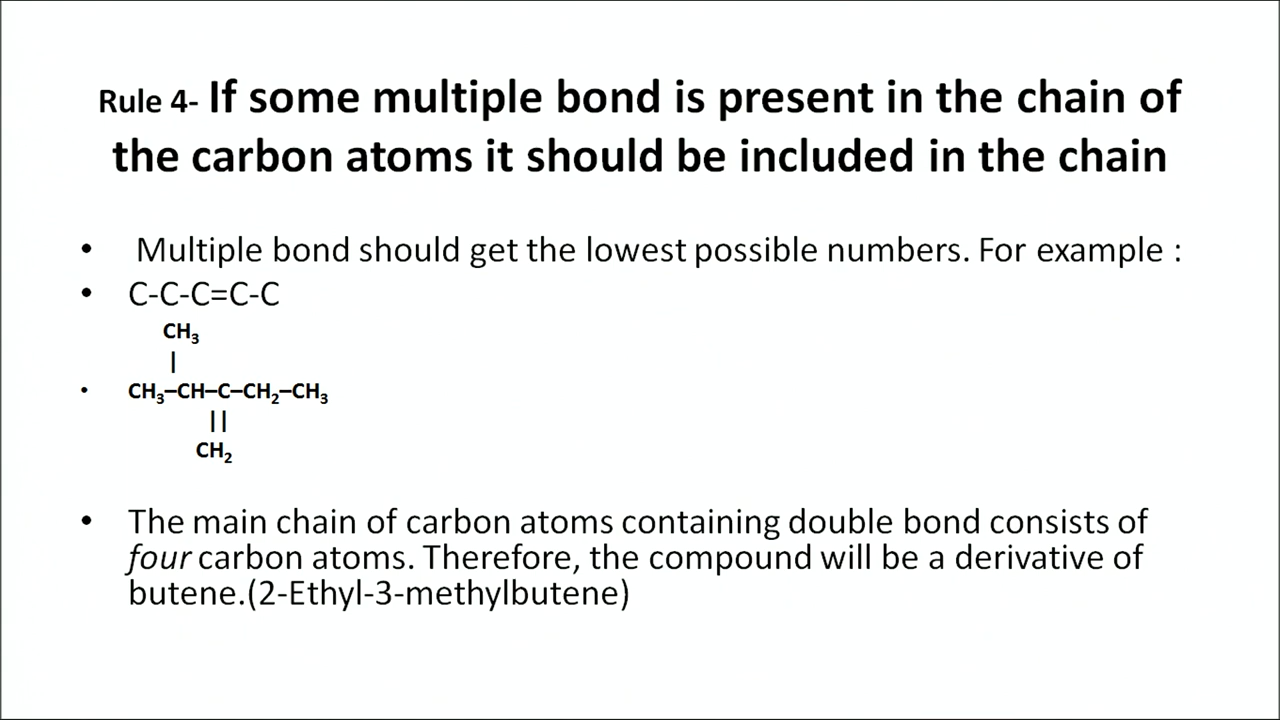 Rule 4- If some multiple bond is present in the chain of
the carbon atoms it should be included in the chain
• Multiple bond should get the lowest possible numbers. For example :
• C-C-C=C-C
CH₃
|
• CH₃–CH–C–CH₂–CH₃
||
CH₂
• The main chain of carbon atoms containing double bond consists of
four carbon atoms. Therefore, the compound will be a derivative of
butene.(2-Ethyl-3-methylbutene)